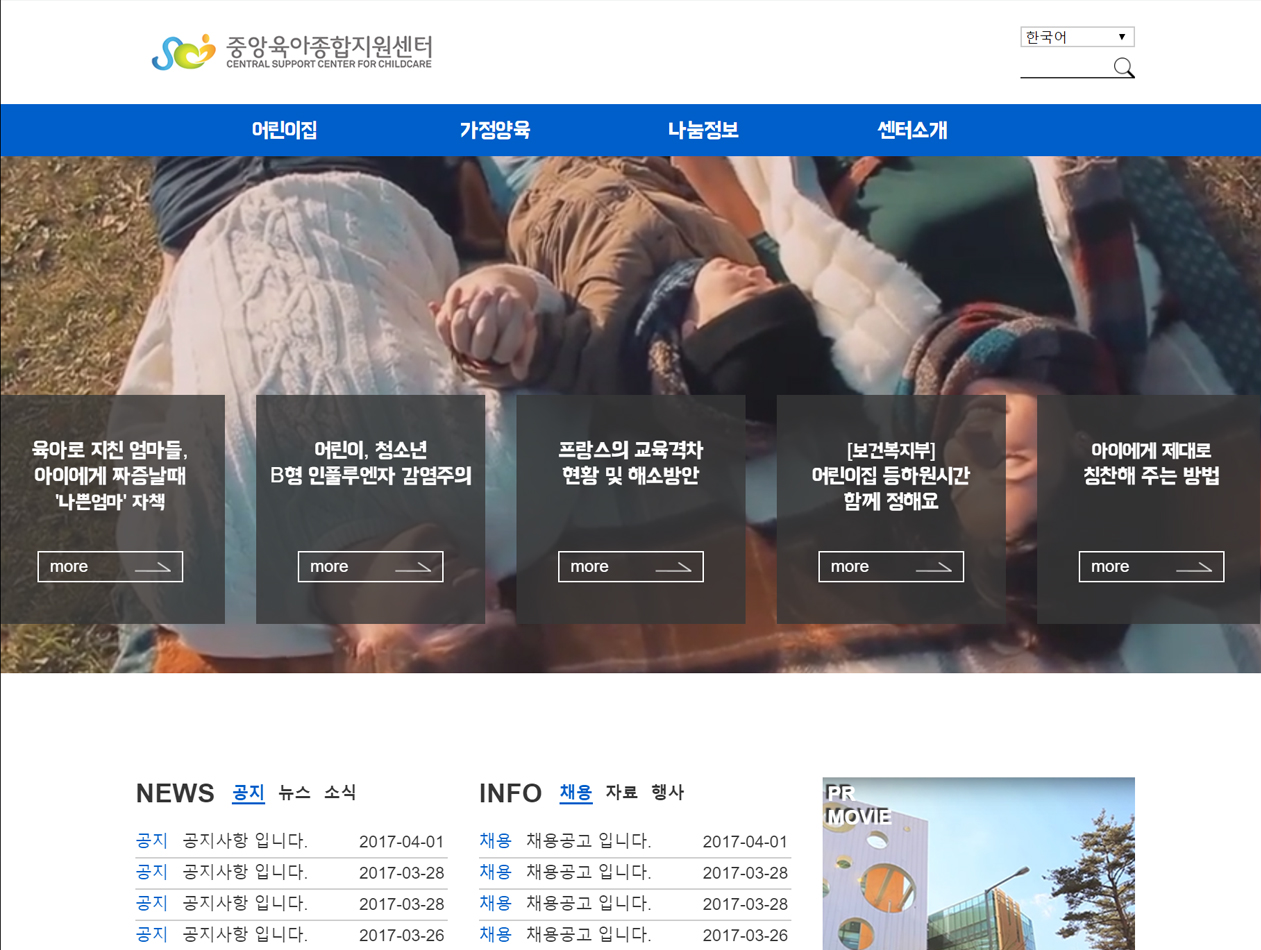 중앙육아종합지원센터
CENTRAL SUPPORT CENTER FOR CHILDCARE
한국어
어린이집 가정양육 나눔정보 센터소개
육아로 지친 엄마들,
아이에게 짜증날때
'나쁜엄마' 자책
more
어린이, 청소년
B형 인풀루엔자 감염주의
more
프랑스의 교육격차
현황 및 해소방안
more
[보건복지부]
어린이집 등하원시간
함께 정해요
more
아이에게 제대로
칭찬해 주는 방법
more
NEWS 공지 뉴스 소식
공지 공지사항 입니다. 2017-04-01
공지 공지사항 입니다. 2017-03-28
공지 공지사항 입니다. 2017-03-28
공지 공지사항 입니다. 2017-03-26
INFO 채용 자료 행사
채용 채용공고 입니다. 2017-04-01
채용 채용공고 입니다. 2017-03-28
채용 채용공고 입니다. 2017-03-28
채용 채용공고 입니다. 2017-03-26
PR
MOViE